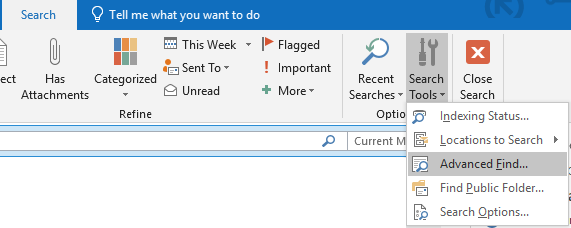 Search
Tell me what you want to do
Has
Attachments
Categorized
This Week
Sent To
Unread
Flagged
Important
More
Refine
Recent
Searches
Search
Tools
Close
Search
Options
Current M
Indexing Status...
Locations to Search
Advanced Find...
Find Public Folder...
Search Options...